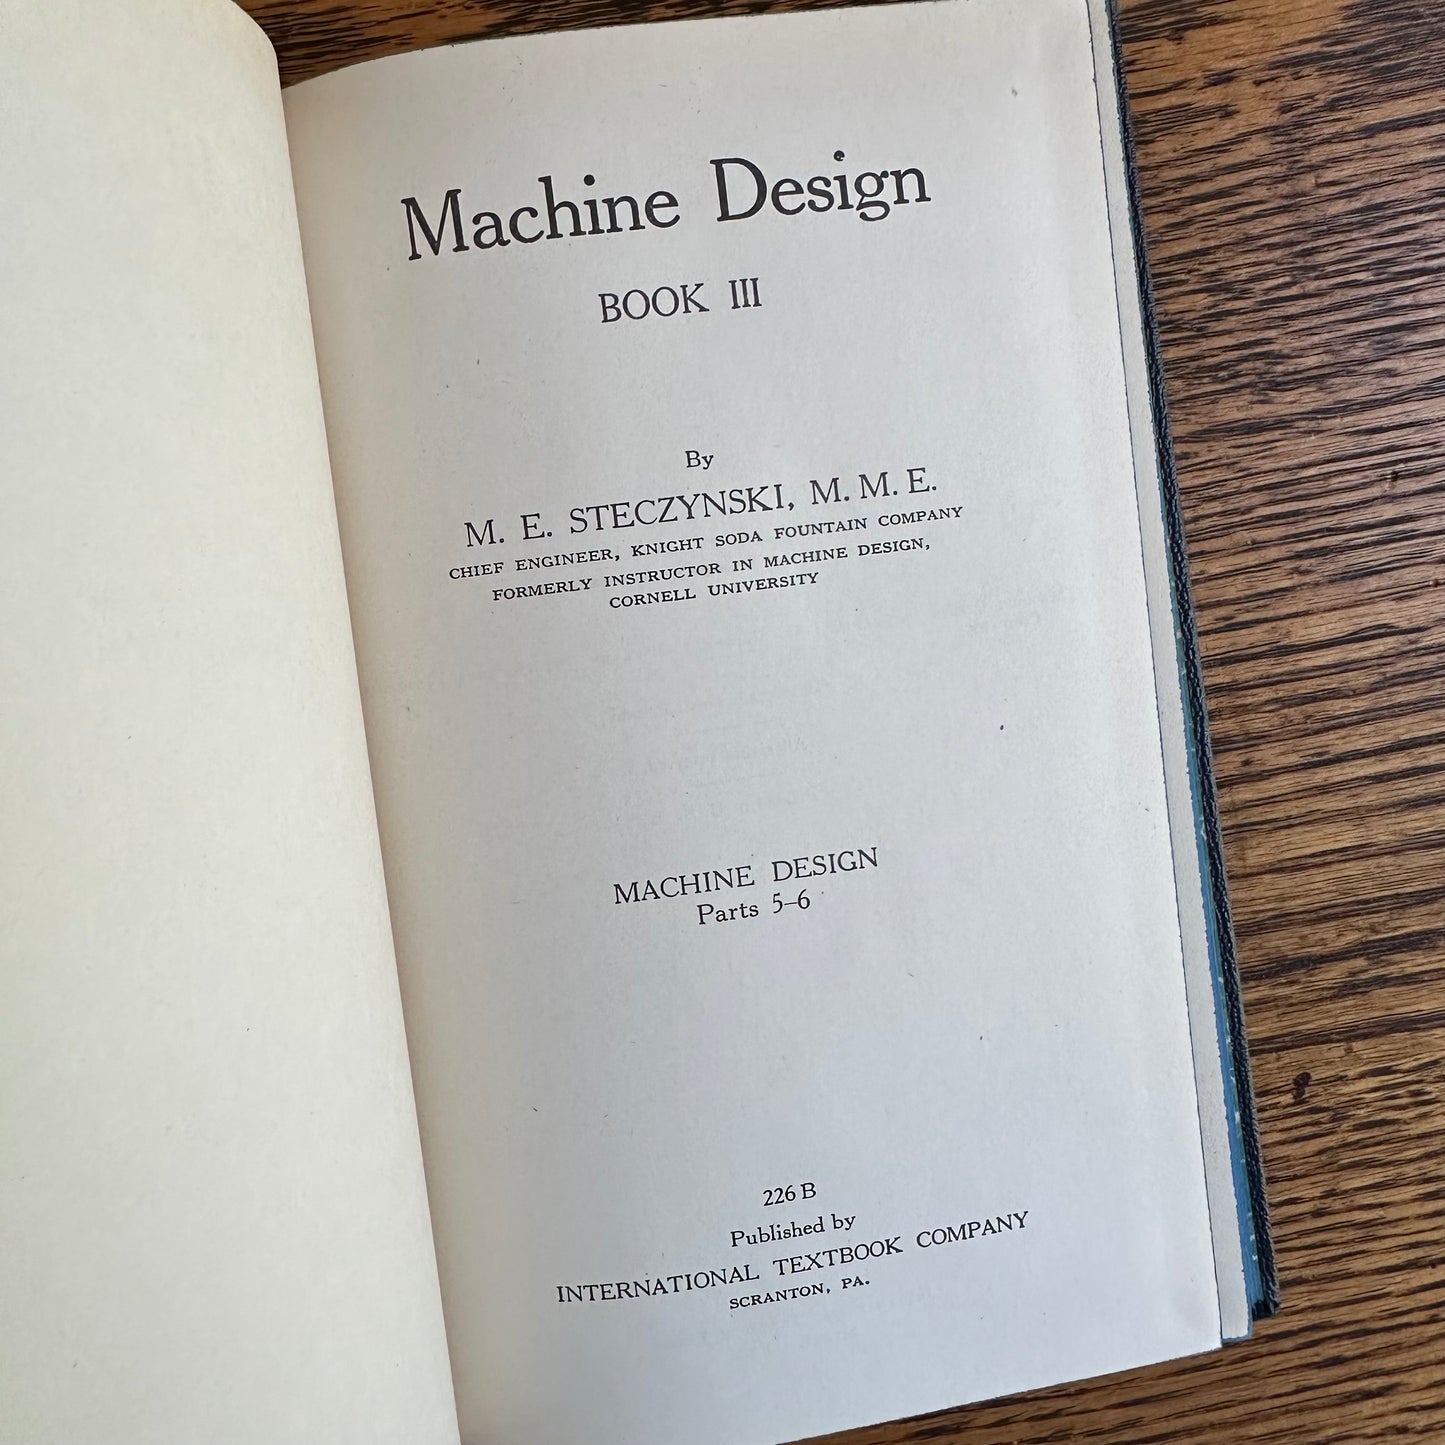 Machine Design
BOOK III
By
M. E. STECZYNSKI, M. M. E.
CHIEF ENGINEER, KNIGHT SODA FOUNTAIN COMPANY
FORMERLY INSTRUCTOR IN MACHINE DESIGN,
CORNELL UNIVERSITY
MACHINE DESIGN
Parts 5–6
226 B
Published by
INTERNATIONAL TEXTBOOK COMPANY
SCRANTON, PA.